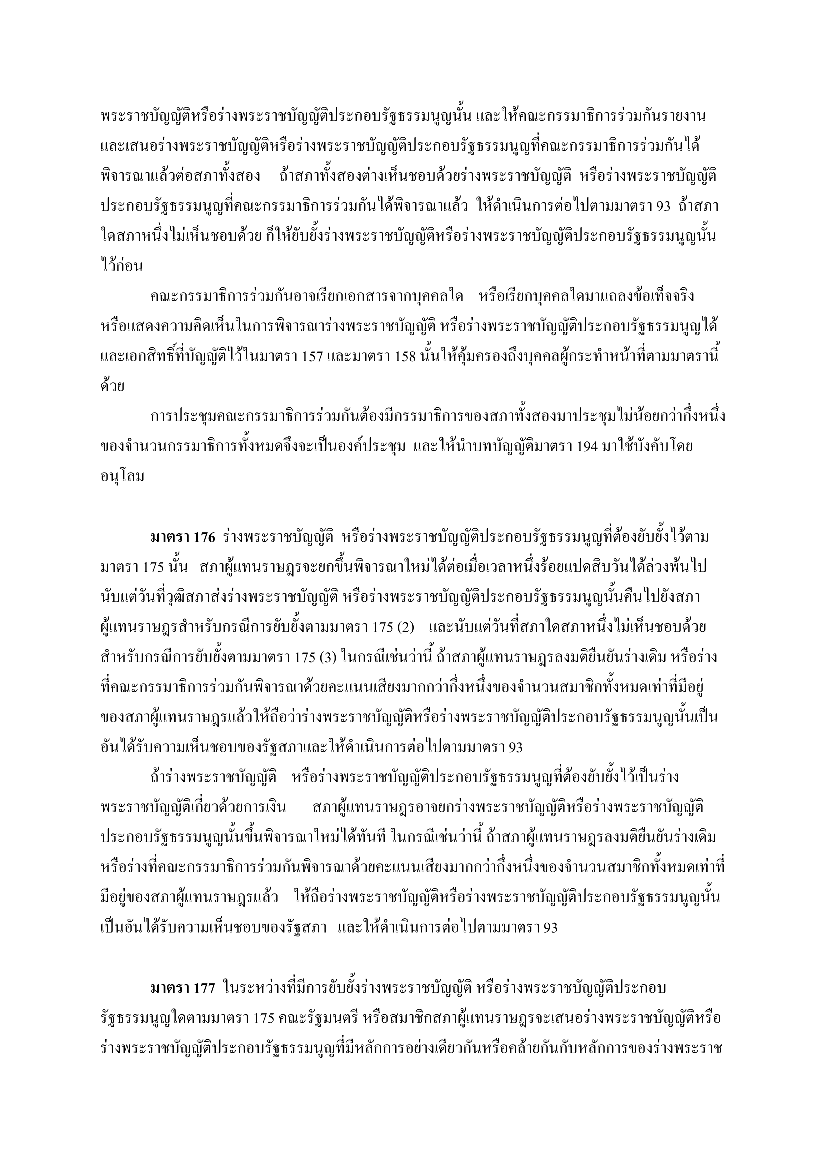 พระราชบัญญัติหรือร่างพระราชบัญญัติประกอบรัฐธรรมนูญนั้น และให้คณะกรรมาธิการร่วมกันรายงาน
และเสนอร่างพระราชบัญญัติหรือร่างพระราชบัญญัติประกอบรัฐธรรมนูญที่คณะกรรมาธิการร่วมกันได้
พิจารณาแล้วต่อสภาทั้งสอง ถ้าสภาทั้งสองต่างเห็นชอบด้วยร่างพระราชบัญญัติ หรือร่างพระราชบัญญัติ
ประกอบรัฐธรรมนูญที่คณะกรรมาธิการร่วมกันได้พิจารณาแล้ว ให้ดำเนินการต่อไปตามมาตรา 93 ถ้าสภา
ใดสภาหนึ่งไม่เห็นชอบด้วย ก็ให้ยับยั้งร่างพระราชบัญญัติหรือร่างพระราชบัญญัติประกอบรัฐธรรมนูญนั้น
ไว้ก่อน
คณะกรรมาธิการร่วมกันอาจเรียกเอกสารจากบุคคลใด หรือเรียกบุคคลใดมาแถลงข้อเท็จจริง
หรือแสดงความคิดเห็นในการพิจารณาร่างพระราชบัญญัติ หรือร่างพระราชบัญญัติประกอบรัฐธรรมนูญได้
และเอกสิทธิ์ที่บัญญัติไว้ในมาตรา 157 และมาตรา 158 นั้นให้คุ้มครองถึงบุคคลผู้กระทำหน้าที่ตามมาตรานี้
ด้วย
การประชุมคณะกรรมาธิการร่วมกันต้องมีกรรมาธิการของสภาทั้งสองมาประชุมไม่น้อยกว่ากึ่งหนึ่ง
ของจำนวนกรรมาธิการทั้งหมดจึงจะเป็นองค์ประชุม และให้นำบทบัญญัติมาตรา 194 มาใช้บังคับโดย
อนุโลม
มาตรา 176 ร่างพระราชบัญญัติ หรือร่างพระราชบัญญัติประกอบรัฐธรรมนูญที่ต้องยับยั้งไว้ตาม
มาตรา 175 นั้น สภาผู้แทนราษฎรจะยกขึ้นพิจารณาใหม่ได้ต่อเมื่อเวลาหนึ่งร้อยแปดสิบวันได้ล่วงพ้นไป
นับแต่วันที่วุฒิสภาส่งร่างพระราชบัญญัติ หรือร่างพระราชบัญญัติประกอบรัฐธรรมนูญนั้นคืนไปยังสภา
ผู้แทนราษฎรสำหรับกรณีการยับยั้งตามมาตรา 175 (2) และนับแต่วันที่สภาใดสภาหนึ่งไม่เห็นชอบด้วย
สำหรับกรณีการยับยั้งตามมาตรา 175 (3) ในกรณีเช่นว่านี้ ถ้าสภาผู้แทนราษฎรลงมติยืนยันร่างเดิม หรือร่าง
ที่คณะกรรมาธิการร่วมกันพิจารณาด้วยคะแนนเสียงมากกว่ากึ่งหนึ่งของจำนวนสมาชิกทั้งหมดเท่าที่มีอยู่
ของสภาผู้แทนราษฎรแล้วให้ถือว่าร่างพระราชบัญญัติหรือร่างพระราชบัญญัติประกอบรัฐธรรมนูญนั้นเป็น
อันได้รับความเห็นชอบของรัฐสภาและให้ดำเนินการต่อไปตามมาตรา 93
ถ้าร่างพระราชบัญญัติ หรือร่างพระราชบัญญัติประกอบรัฐธรรมนูญที่ต้องยับยั้งไว้เป็นร่าง
พระราชบัญญัติเกี่ยวด้วยการเงิน สภาผู้แทนราษฎรอาจยกร่างพระราชบัญญัติหรือร่างพระราชบัญญัติ
ประกอบรัฐธรรมนูญนั้นขึ้นพิจารณาใหม่ได้ทันที ในกรณีเช่นว่านี้ ถ้าสภาผู้แทนราษฎรลงมติยืนยันร่างเดิม
หรือร่างที่คณะกรรมาธิการร่วมกันพิจารณาด้วยคะแนนเสียงมากกว่ากึ่งหนึ่งของจำนวนสมาชิกทั้งหมดเท่าที่
มีอยู่ของสภาผู้แทนราษฎรแล้ว ให้ถือร่างพระราชบัญญัติหรือร่างพระราชบัญญัติประกอบรัฐธรรมนูญนั้น
เป็นอันได้รับความเห็นชอบของรัฐสภา และให้ดำเนินการต่อไปตามมาตรา 93
มาตรา 177 ในระหว่างที่มีการยับยั้งร่างพระราชบัญญัติ หรือร่างพระราชบัญญัติประกอบ
รัฐธรรมนูญใดตามมาตรา 175 คณะรัฐมนตรี หรือสมาชิกสภาผู้แทนราษฎรจะเสนอร่างพระราชบัญญัติหรือ
ร่างพระราชบัญญัติประกอบรัฐธรรมนูญที่มีหลักการอย่างเดียวกันหรือคล้ายกันกับหลักการของร่างพระราช